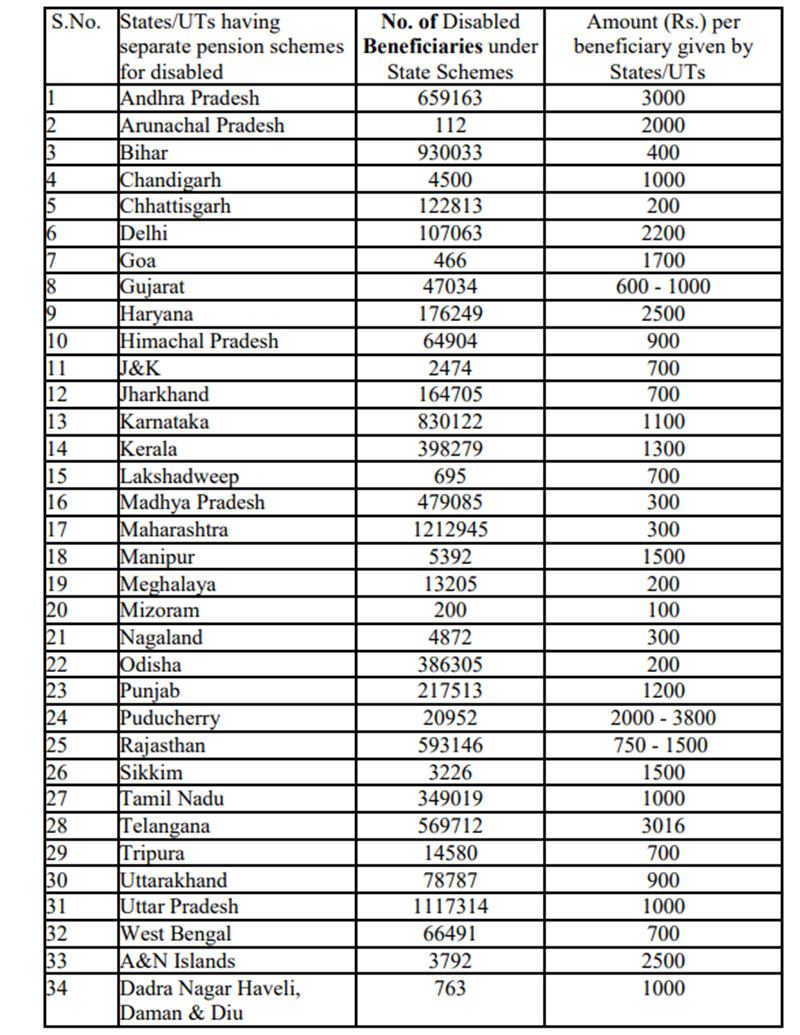 S.No. States/UTs having separate pension schemes for disabled No. of Disabled Beneficiaries under State Schemes Amount (Rs.) per beneficiary given by States/UTs
1 Andhra Pradesh 659163 3000
2 Arunachal Pradesh 112 2000
3 Bihar 930033 400
4 Chandigarh 4500 1000
5 Chhattisgarh 122813 200
6 Delhi 107063 2200
7 Goa 466 1700
8 Gujarat 47034 600 - 1000
9 Haryana 176249 2500
10 Himachal Pradesh 64904 900
11 J&K 2474 700
12 Jharkhand 164705 700
13 Karnataka 830122 1100
14 Kerala 398279 1300
15 Lakshadweep 695 700
16 Madhya Pradesh 479085 300
17 Maharashtra 1212945 300
18 Manipur 5392 1500
19 Meghalaya 13205 200
20 Mizoram 200 100
21 Nagaland 4872 300
22 Odisha 386305 200
23 Punjab 217513 1200
24 Puducherry 20952 2000 - 3800
25 Rajasthan 593146 750 - 1500
26 Sikkim 3226 1500
27 Tamil Nadu 349019 1000
28 Telangana 569712 3016
29 Tripura 14580 700
30 Uttarakhand 78787 900
31 Uttar Pradesh 1117314 1000
32 West Bengal 66491 700
33 A&N Islands 3792 2500
34 Dadra Nagar Haveli, Daman & Diu 763 1000